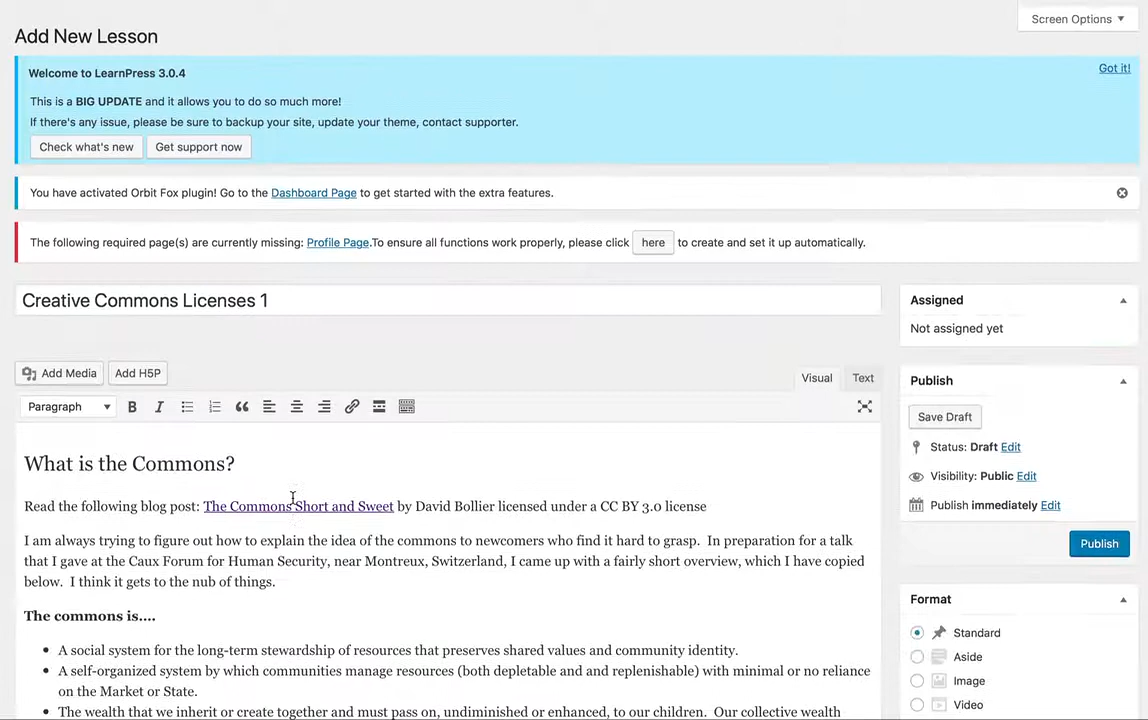 Screen Options
Add New Lesson
Welcome to LearnPress 3.0.4
Got it!
This is a BIG UPDATE and it allows you to do so much more!
If there's any issue, please be sure to backup your site, update your theme, contact supporter.
Check what's new
Get support now
You have activated Orbit Fox plugin! Go to the Dashboard Page to get started with the extra features.
The following required page(s) are currently missing: Profile Page.To ensure all functions work properly, please click here to create and set it up automatically.
Creative Commons Licenses 1
Assigned
Not assigned yet
Add Media
Add H5P
Visual
Text
Publish
Paragraph
B I
Save Draft
Status: Draft Edit
What is the Commons?
Visibility: Public Edit
Read the following blog post: The Commons Short and Sweet by David Bollier licensed under a CC BY 3.0 license
Publish immediately Edit
I am always trying to figure out how to explain the idea of the commons to newcomers who find it hard to grasp.  In preparation for a talk
that I gave at the Caux Forum for Human Security, near Montreux, Switzerland, I came up with a fairly short overview, which I have copied
below.  I think it gets to the nub of things.
Publish
The commons is....
Format
A social system for the long-term stewardship of resources that preserves shared values and community identity.
A self-organized system by which communities manage resources (both depletable and and replenishable) with minimal or no reliance
on the Market or State.
The wealth that we inherit or create together and must pass on, undiminished or enhanced, to our children.  Our collective wealth
Standard
Aside
Image
Video